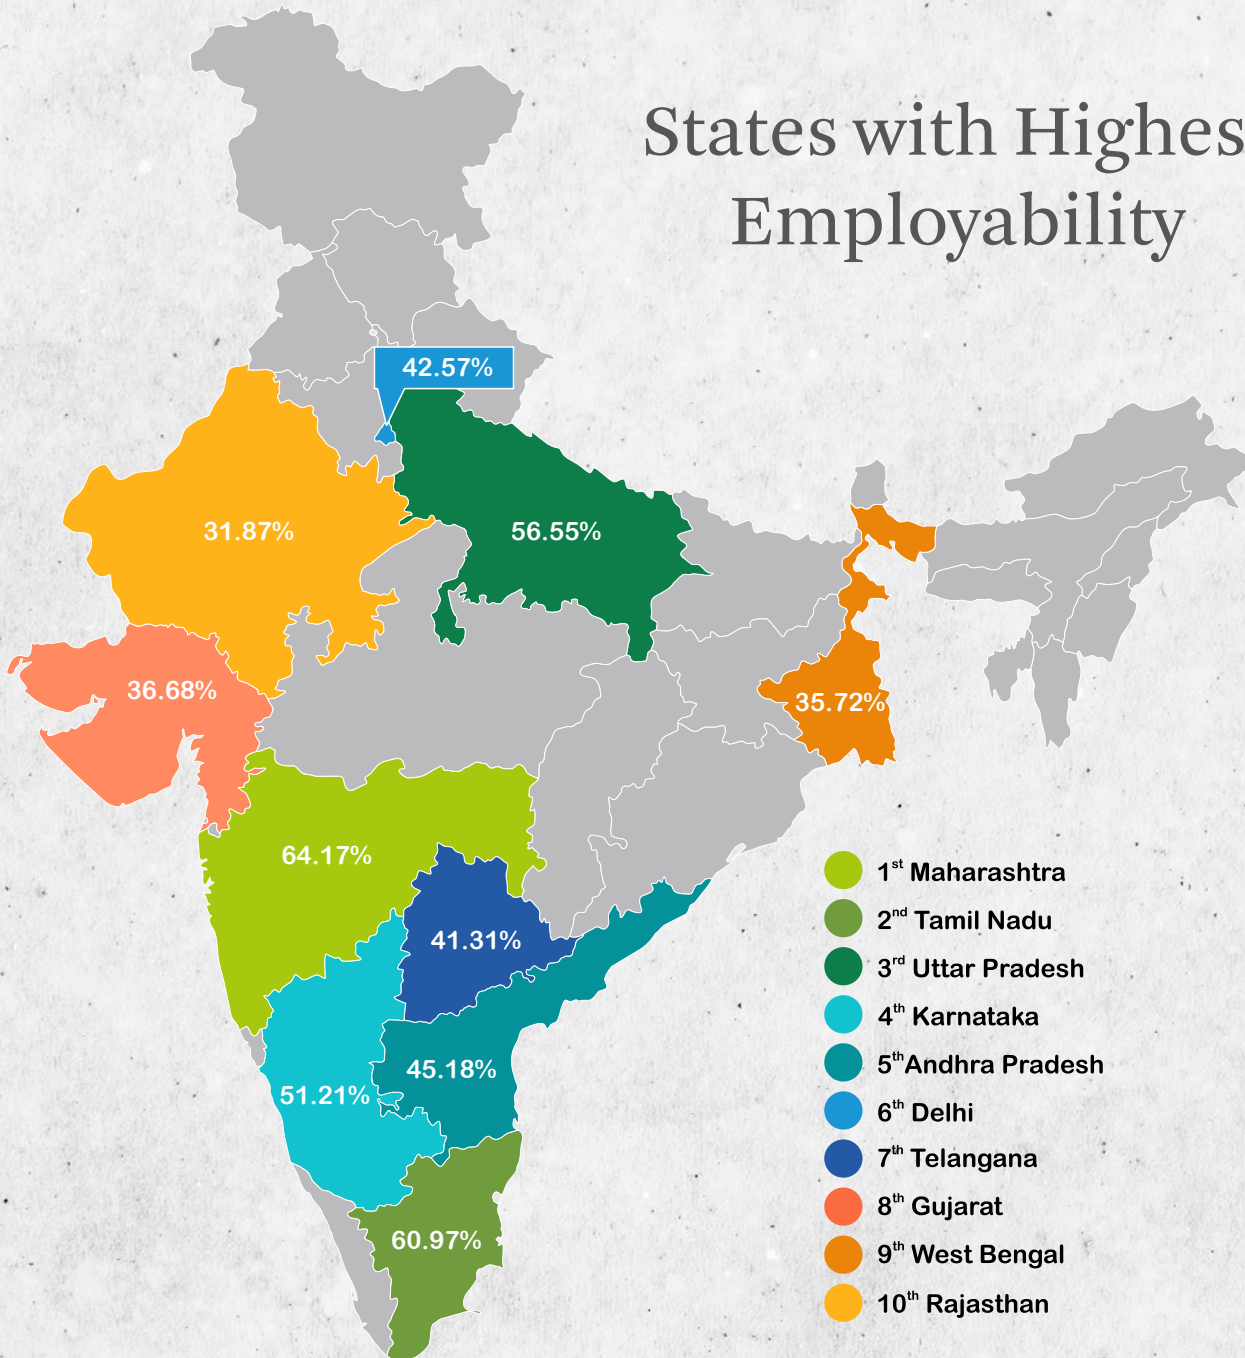 States with Highes
Employability
42.57%
31.87%
56.55%
36.68%
35.72%
64.17%
41.31%
45.18%
51.21%
60.97%
1st Maharashtra
2nd Tamil Nadu
3rd Uttar Pradesh
4th Karnataka
5th Andhra Pradesh
6th Delhi
7th Telangana
8th Gujarat
9th West Bengal
10th Rajasthan